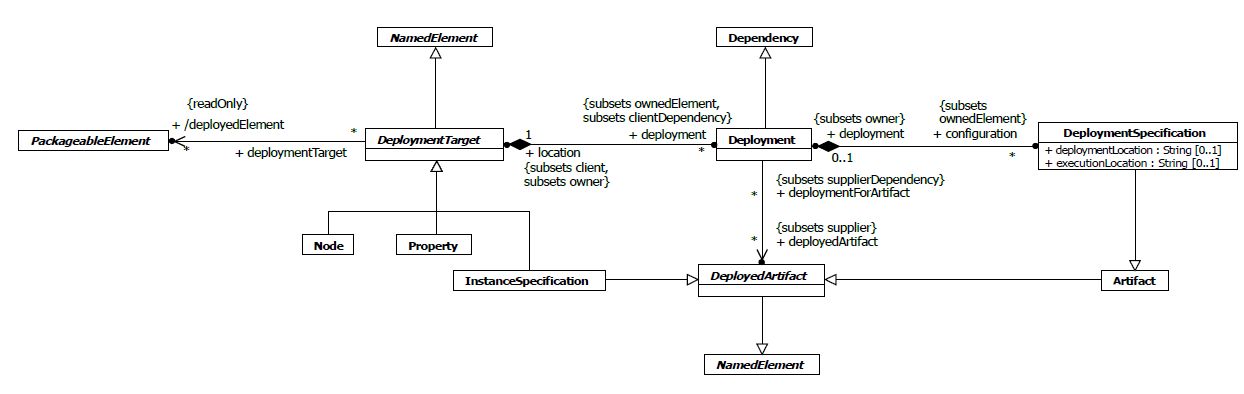 NamedElement
Dependency
{readOnly}
+ /deployedElement
*
PackageableElement
*
+ deploymentTarget
DeploymentTarget
1
+ location
{subsets client,
subsets owner}
{subsets ownedElement,
subsets clientDependency}
+ deployment
*
Deployment
{subsets owner}
+ deployment
0..1
{subsets
ownedElement}
+ configuration
*
DeploymentSpecification
+ deploymentLocation : String [0..1]
+ executionLocation : String [0..1]
{subsets supplierDependency}
+ deploymentForArtifact
*
{subsets supplier}
+ deployedArtifact
*
Node
Property
InstanceSpecification
DeployedArtifact
Artifact
NamedElement